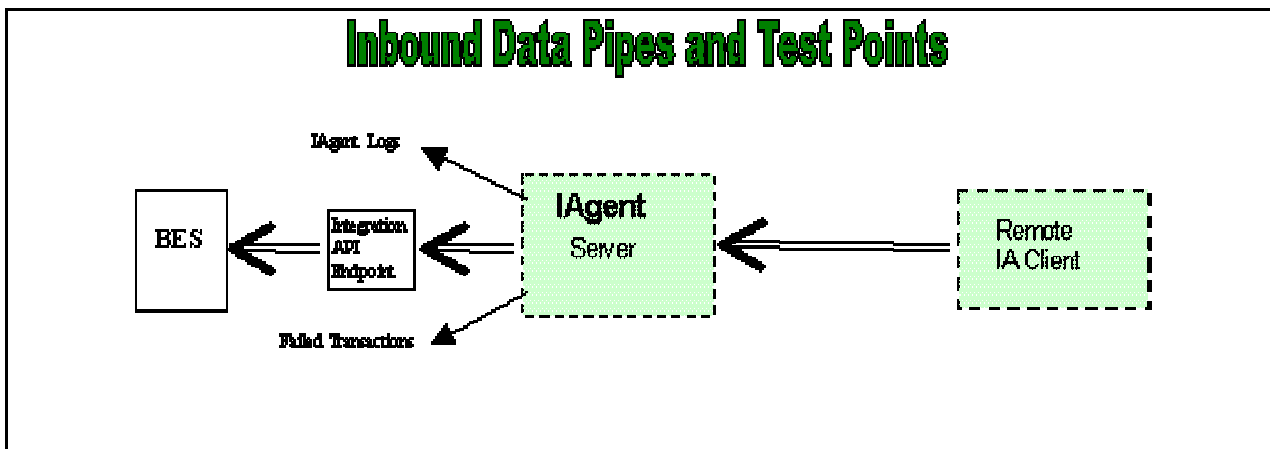 Inbound Data Pipes and Test Points
IAgent Logs
BES
Integration
API
Endpoint
IAgent
Server
Remote
IA Client
Failed Transactions